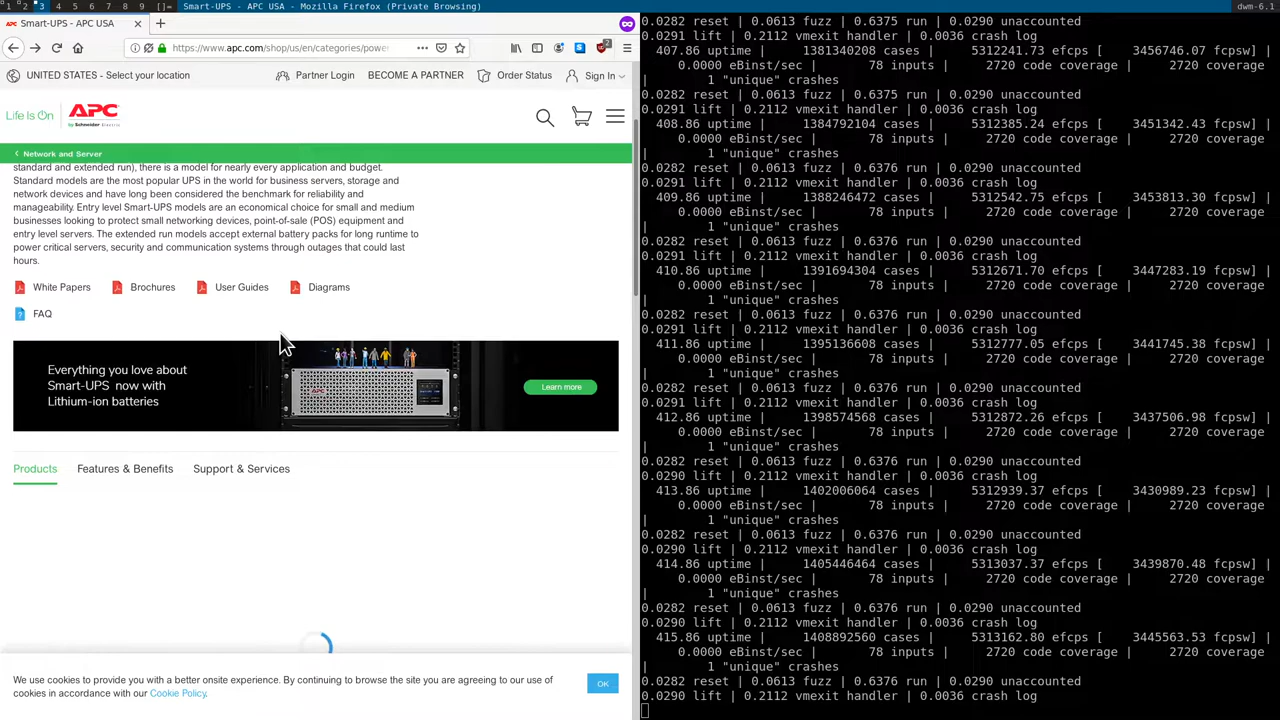 1 2 3 4 5 6 7 8 9 []= Smart-UPS - APC USA - Mozilla Firefox (Private Browsing) dwm-6.1
Smart-UPS - APC USA
https://www.apc.com/shop/us/en/categories/powe
2
UNITED STATES - Select your location Partner Login BECOME A PARTNER Order Status Sign In
Life Is On APC
by Schneider Electric
Network and Server
standard and extended run), there is a model for nearly every application and budget.
Standard models are the most popular UPS in the world for business servers, storage and
network devices and have long been considered the benchmark for reliability and
manageability. Entry level Smart-UPS models are an economical choice for small and medium
businesses looking to protect small networking devices, point-of-sale (POS) equipment and
entry level servers. The extended run models accept external battery packs for long runtime to
power critical servers, security and communication systems through outages that could last
hours.
White Papers Brochures User Guides Diagrams
FAQ
Everything you love about
Smart-UPS now with
Lithium-ion batteries
APC
Learn more
Products Features & Benefits Support & Services
We use cookies to provide you with a better onsite experience. By continuing to browse the site you are agreeing to our use of
cookies in accordance with our Cookie Policy.
OK
0.0282 reset | 0.0613 fuzz | 0.6375 run | 0.0290 unaccounted
0.0291 lift | 0.2112 vmexit handler | 0.0036 crash log
407.86 uptime | 1381340208 cases | 5312241.73 efcps [ 3456746.07 fcpsw] |
0.0000 eBinst/sec | 78 inputs | 2720 code coverage | 2720 coverage
| 1 "unique" crashes
0.0282 reset | 0.0613 fuzz | 0.6375 run | 0.0290 unaccounted
0.0291 lift | 0.2112 vmexit handler | 0.0036 crash log
408.86 uptime | 1384792104 cases | 5312385.24 efcps [ 3451342.43 fcpsw] |
0.0000 eBinst/sec | 78 inputs | 2720 code coverage | 2720 coverage
| 1 "unique" crashes
0.0282 reset | 0.0613 fuzz | 0.6375 run | 0.0290 unaccounted
0.0291 lift | 0.2112 vmexit handler | 0.0036 crash log
409.86 uptime | 1388246472 cases | 5312542.75 efcps [ 3453813.30 fcpsw] |
0.0000 eBinst/sec | 78 inputs | 2720 code coverage | 2720 coverage
| 1 "unique" crashes
0.0282 reset | 0.0613 fuzz | 0.6376 run | 0.0290 unaccounted
0.0291 lift | 0.2112 vmexit handler | 0.0036 crash log
410.86 uptime | 1391694304 cases | 5312671.70 efcps [ 3447283.19 fcpsw] |
0.0000 eBinst/sec | 78 inputs | 2720 code coverage | 2720 coverage
| 1 "unique" crashes
0.0282 reset | 0.0613 fuzz | 0.6376 run | 0.0290 unaccounted
0.0291 lift | 0.2112 vmexit handler | 0.0036 crash log
411.86 uptime | 1395136608 cases | 5312777.05 efcps [ 3441745.38 fcpsw] |
0.0000 eBinst/sec | 78 inputs | 2720 code coverage | 2720 coverage
| 1 "unique" crashes
0.0282 reset | 0.0613 fuzz | 0.6376 run | 0.0290 unaccounted
0.0291 lift | 0.2112 vmexit handler | 0.0036 crash log
412.86 uptime | 1398574568 cases | 5312872.26 efcps [ 3437506.98 fcpsw] |
0.0000 eBinst/sec | 78 inputs | 2720 code coverage | 2720 coverage
| 1 "unique" crashes
0.0282 reset | 0.0613 fuzz | 0.6376 run | 0.0290 unaccounted
0.0290 lift | 0.2112 vmexit handler | 0.0036 crash log
413.86 uptime | 1402006064 cases | 5312939.37 efcps [ 3430989.23 fcpsw] |
0.0000 eBinst/sec | 78 inputs | 2720 code coverage | 2720 coverage
| 1 "unique" crashes
0.0282 reset | 0.0613 fuzz | 0.6376 run | 0.0290 unaccounted
0.0290 lift | 0.2112 vmexit handler | 0.0036 crash log
414.86 uptime | 1405446464 cases | 5313037.37 efcps [ 3439870.48 fcpsw] |
0.0000 eBinst/sec | 78 inputs | 2720 code coverage | 2720 coverage
| 1 "unique" crashes
0.0282 reset | 0.0613 fuzz | 0.6376 run | 0.0290 unaccounted
0.0290 lift | 0.2112 vmexit handler | 0.0036 crash log
415.86 uptime | 1408892560 cases | 5313162.80 efcps [ 3445563.53 fcpsw] |
0.0000 eBinst/sec | 78 inputs | 2720 code coverage | 2720 coverage
| 1 "unique" crashes
0.0282 reset | 0.0613 fuzz | 0.6376 run | 0.0290 unaccounted
0.0290 lift | 0.2112 vmexit handler | 0.0036 crash log